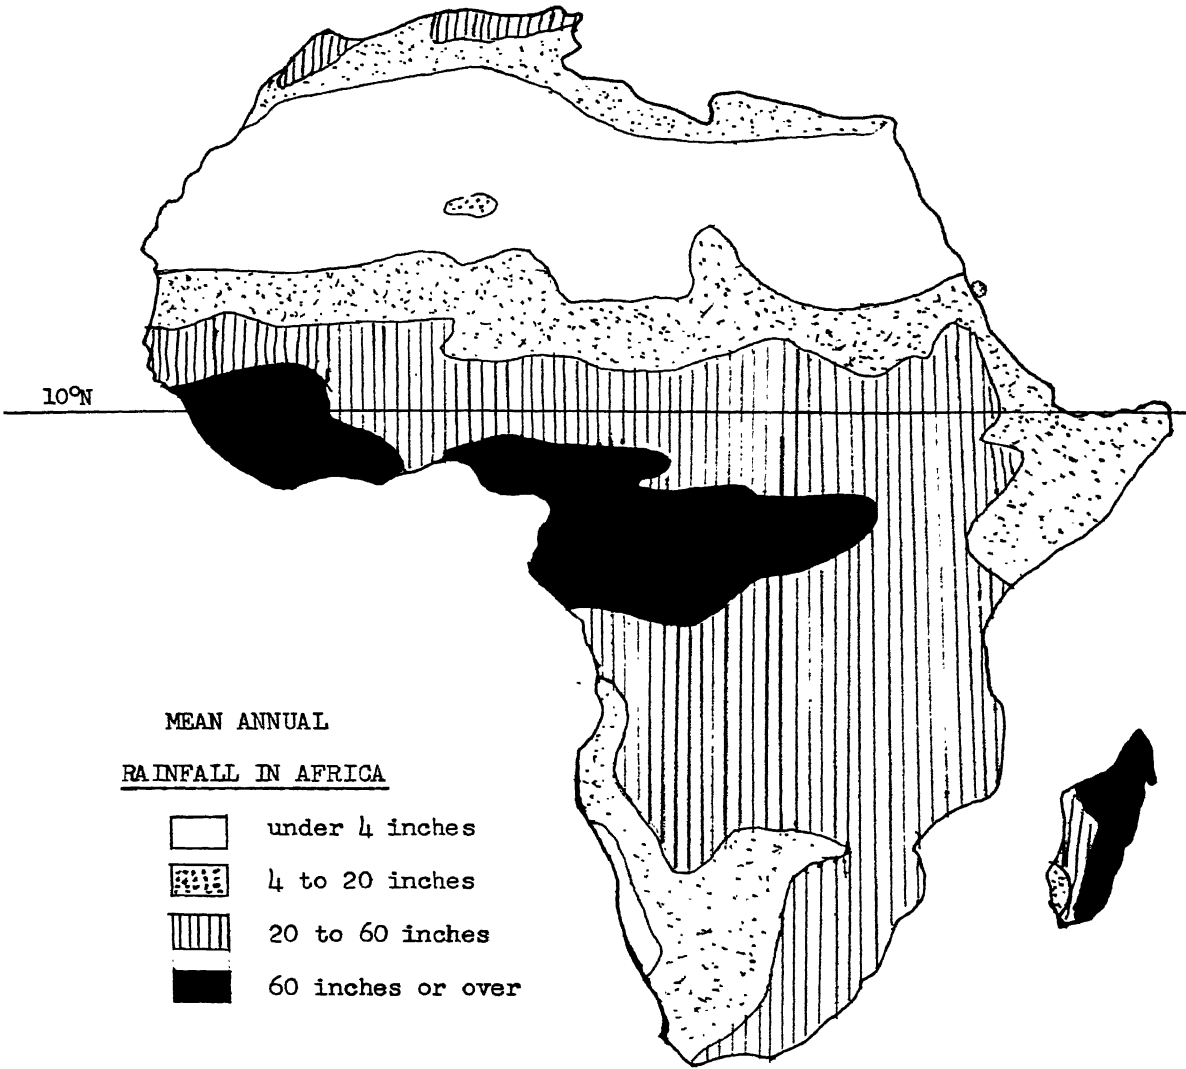 10°N
MEAN ANNUAL
RAINFALL IN AFRICA
under 4 inches
4 to 20 inches
20 to 60 inches
60 inches or over